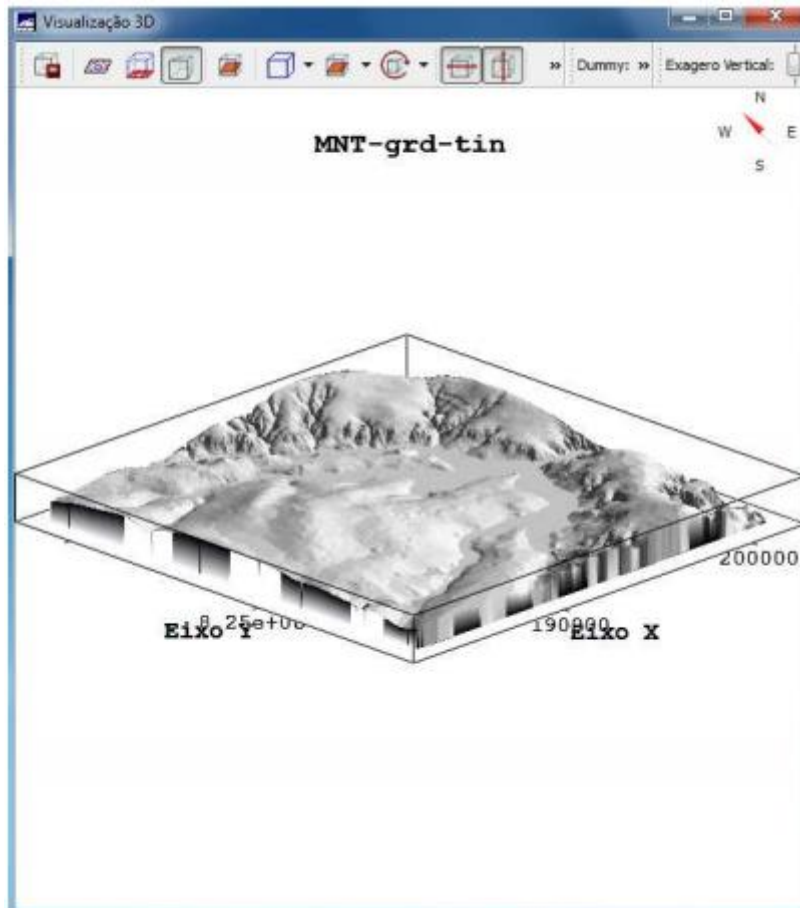 Visualização 3D
Dummy: » Exagero Vertical:
N
W E
S
MNT-grd-tin
200000
190000
Eixo Y
Eixo X